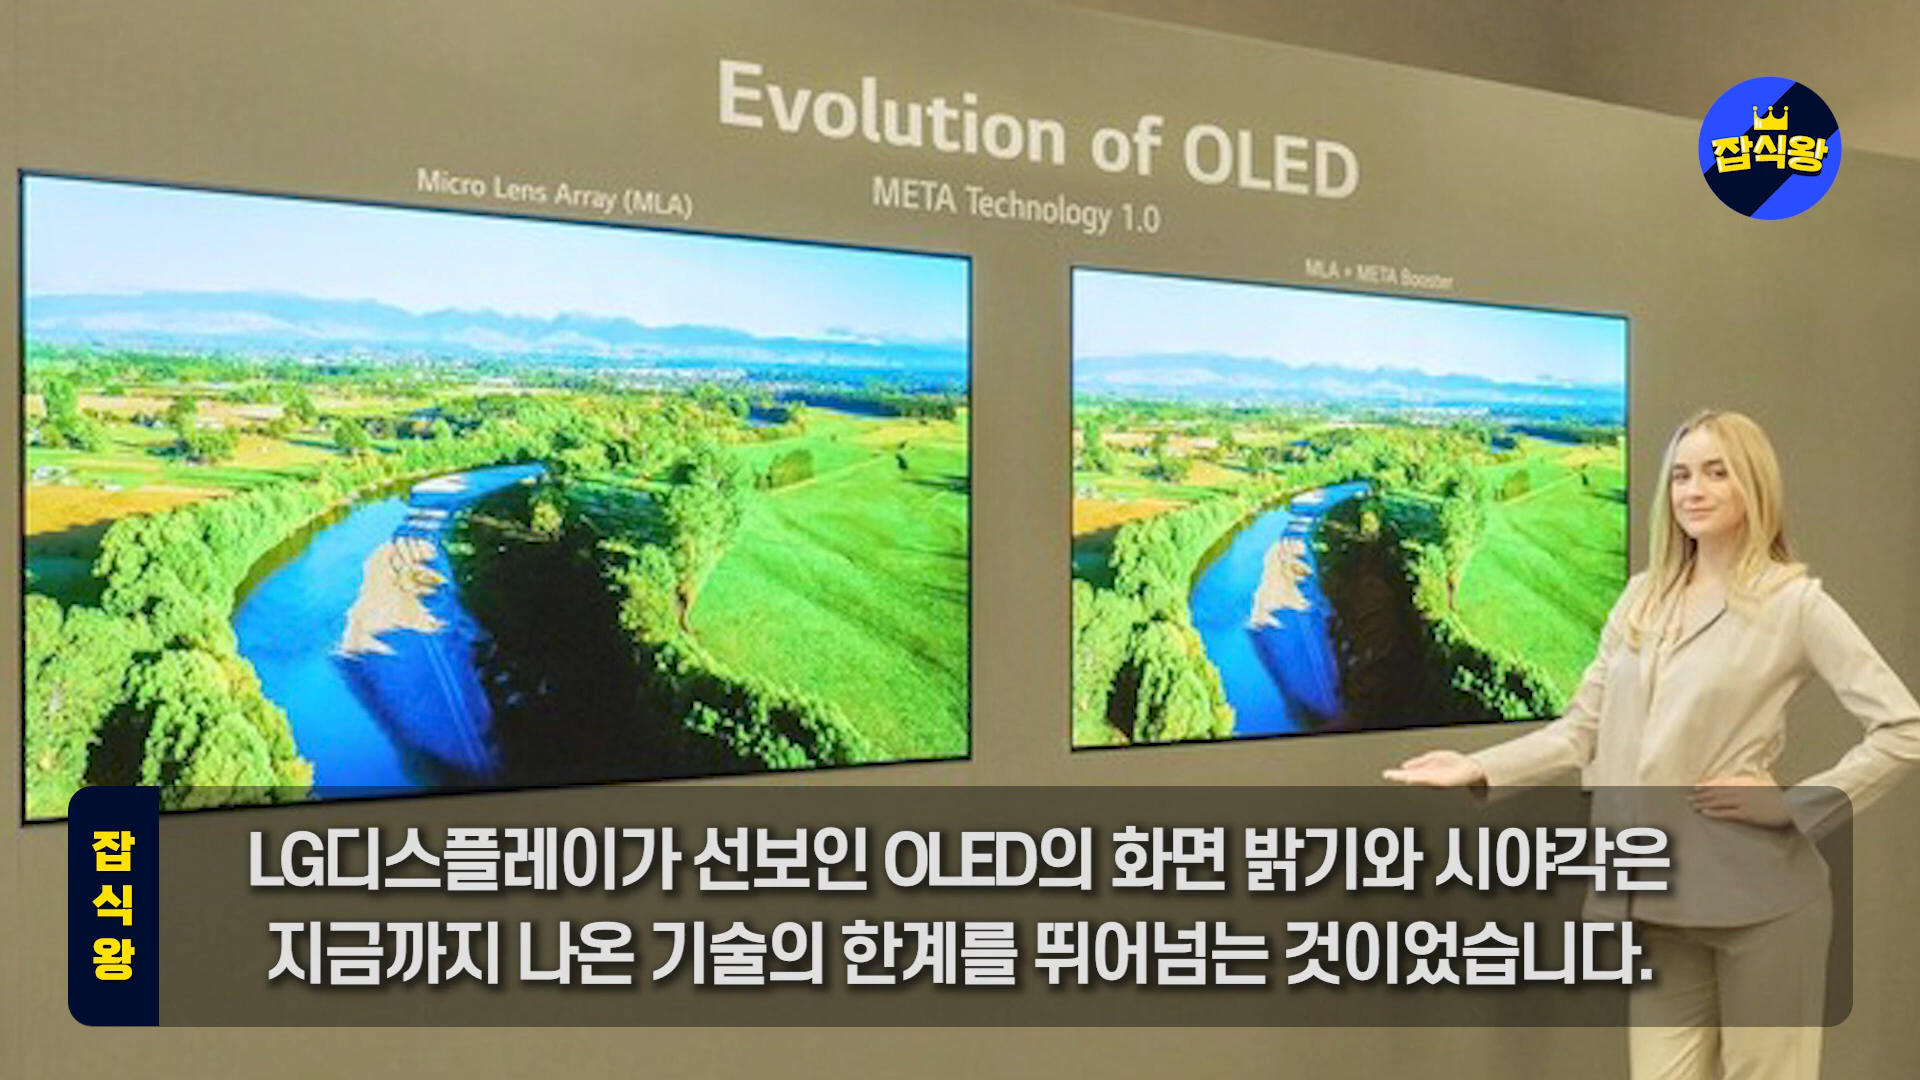 Evolution of OLED
잡식왕
Micro Lens Array (MLA)
META Technology 1.0
MLA + META Booster
잡식왕
LG디스플레이가 선보인 OLED의 화면 밝기와 시야각은
지금까지 나온 기술의 한계를 뛰어넘는 것이었습니다.